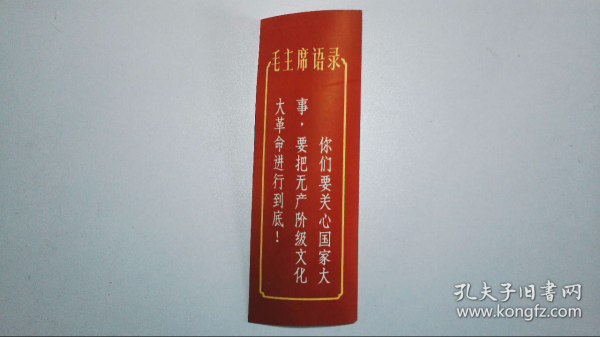 毛主席语录
你们要关心国家大
事,要把无产阶级文化
大革命进行到底!
孔夫子旧書网
www.kongfz.com